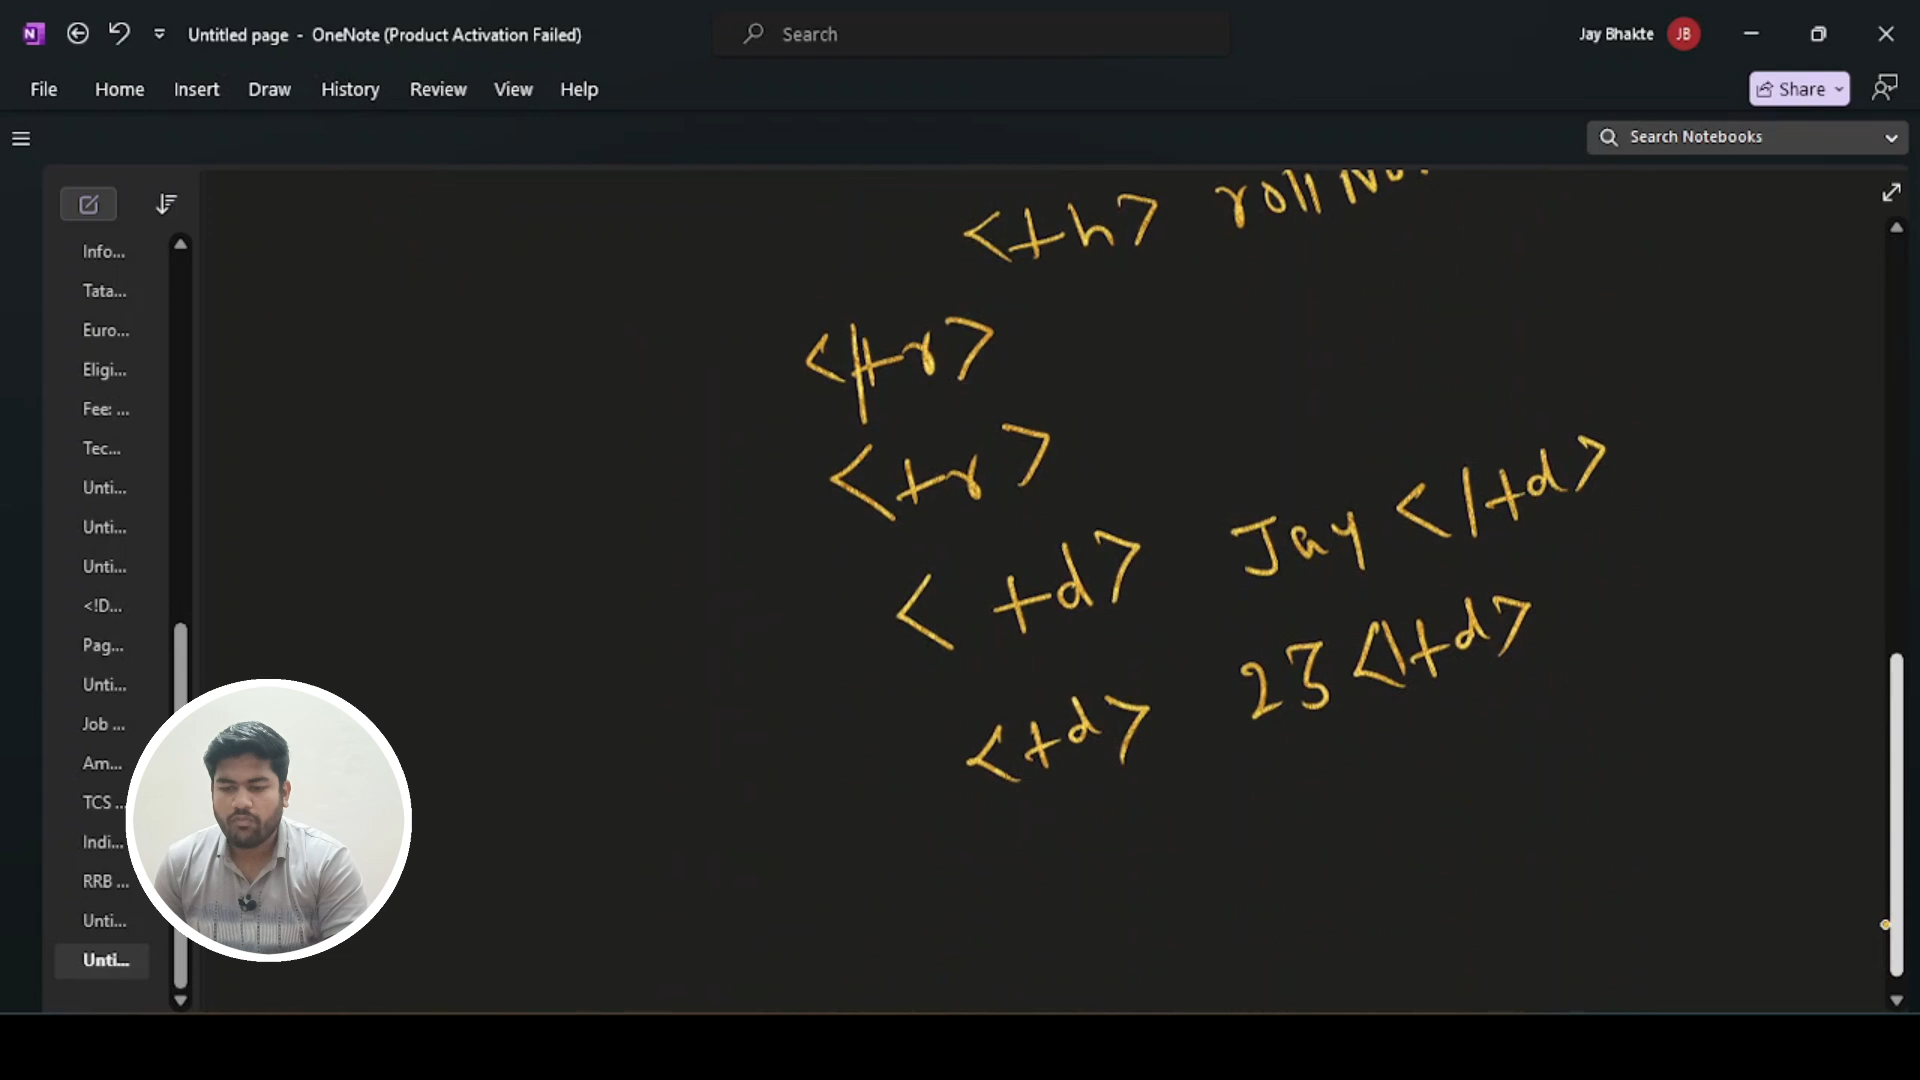 Untitled page - OneNote (Product Activation Failed)
Search
Jay Bhakte
JB
File Home Insert Draw History Review View Help
Share
Search Notebooks
Info...
Tata...
Euro...
Eligi...
Fee: ...
Tec...
Unti...
Unti...
Unti...
<!D...
Pag...
Unti...
Job ...
Am...
TCS ...
Indi...
RRB ...
Unti...
Unti...
<th> roll No.
</tr>
<tr>
<td> Jay </td>
<td> 23 </td>